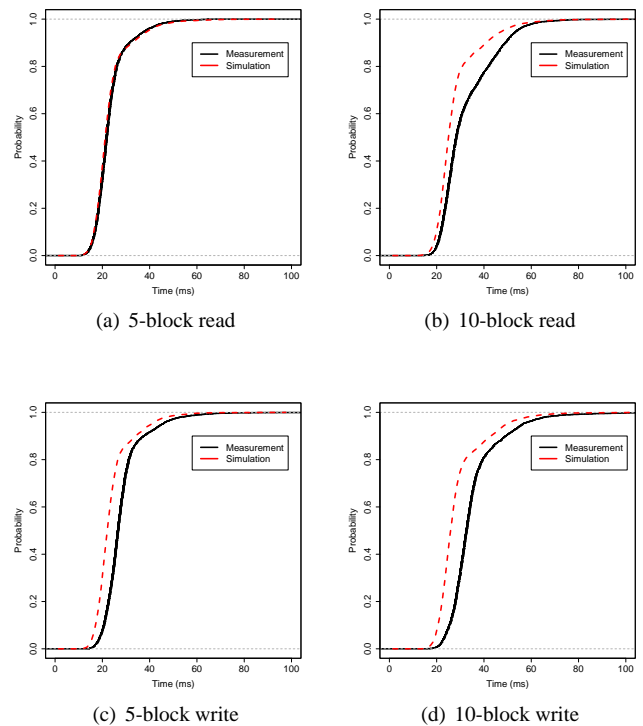 1.0
0.8
0.6
0.4
0.2
0.0
Probability
Measurement
Simulation
0 20 40 60 80 100
Time (ms)
(a) 5-block read
1.0
0.8
0.6
0.4
0.2
0.0
Probability
Measurement
Simulation
0 20 40 60 80 100
Time (ms)
(b) 10-block read
1.0
0.8
0.6
0.4
0.2
0.0
Probability
Measurement
Simulation
0 20 40 60 80 100
Time (ms)
(c) 5-block write
1.0
0.8
0.6
0.4
0.2
0.0
Probability
Measurement
Simulation
0 20 40 60 80 100
Time (ms)
(d) 10-block write